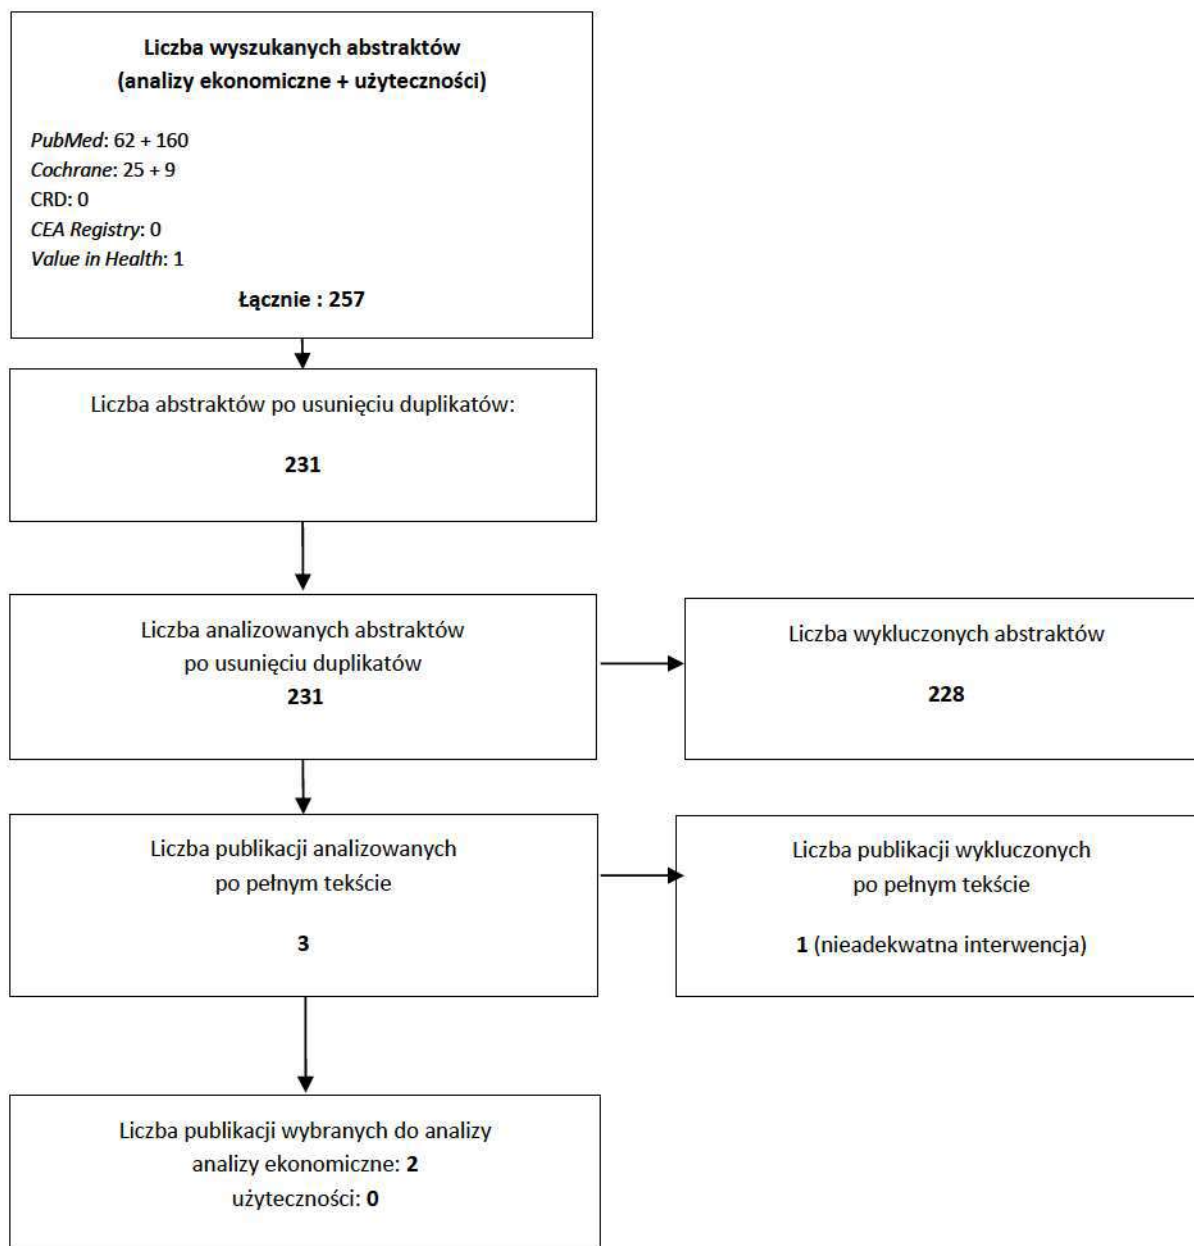 Liczba wyszukanych abstraktów
(analizy ekonomiczne + użyteczności)
PubMed: 62 + 160
Cochrane: 25 + 9
CRD: 0
CEA Registry: 0
Value in Health: 1
Łącznie : 257
Liczba abstraktów po usunięciu duplikatów:
231
Liczba analizowanych abstraktów
po usunięciu duplikatów
231
Liczba wykluczonych abstraktów
228
Liczba publikacji analizowanych
po pełnym tekście
3
Liczba publikacji wykluczonych
po pełnym tekście
1 (nieadekwatna interwencja)
Liczba publikacji wybranych do analizy
analizy ekonomiczne: 2
użyteczności: 0